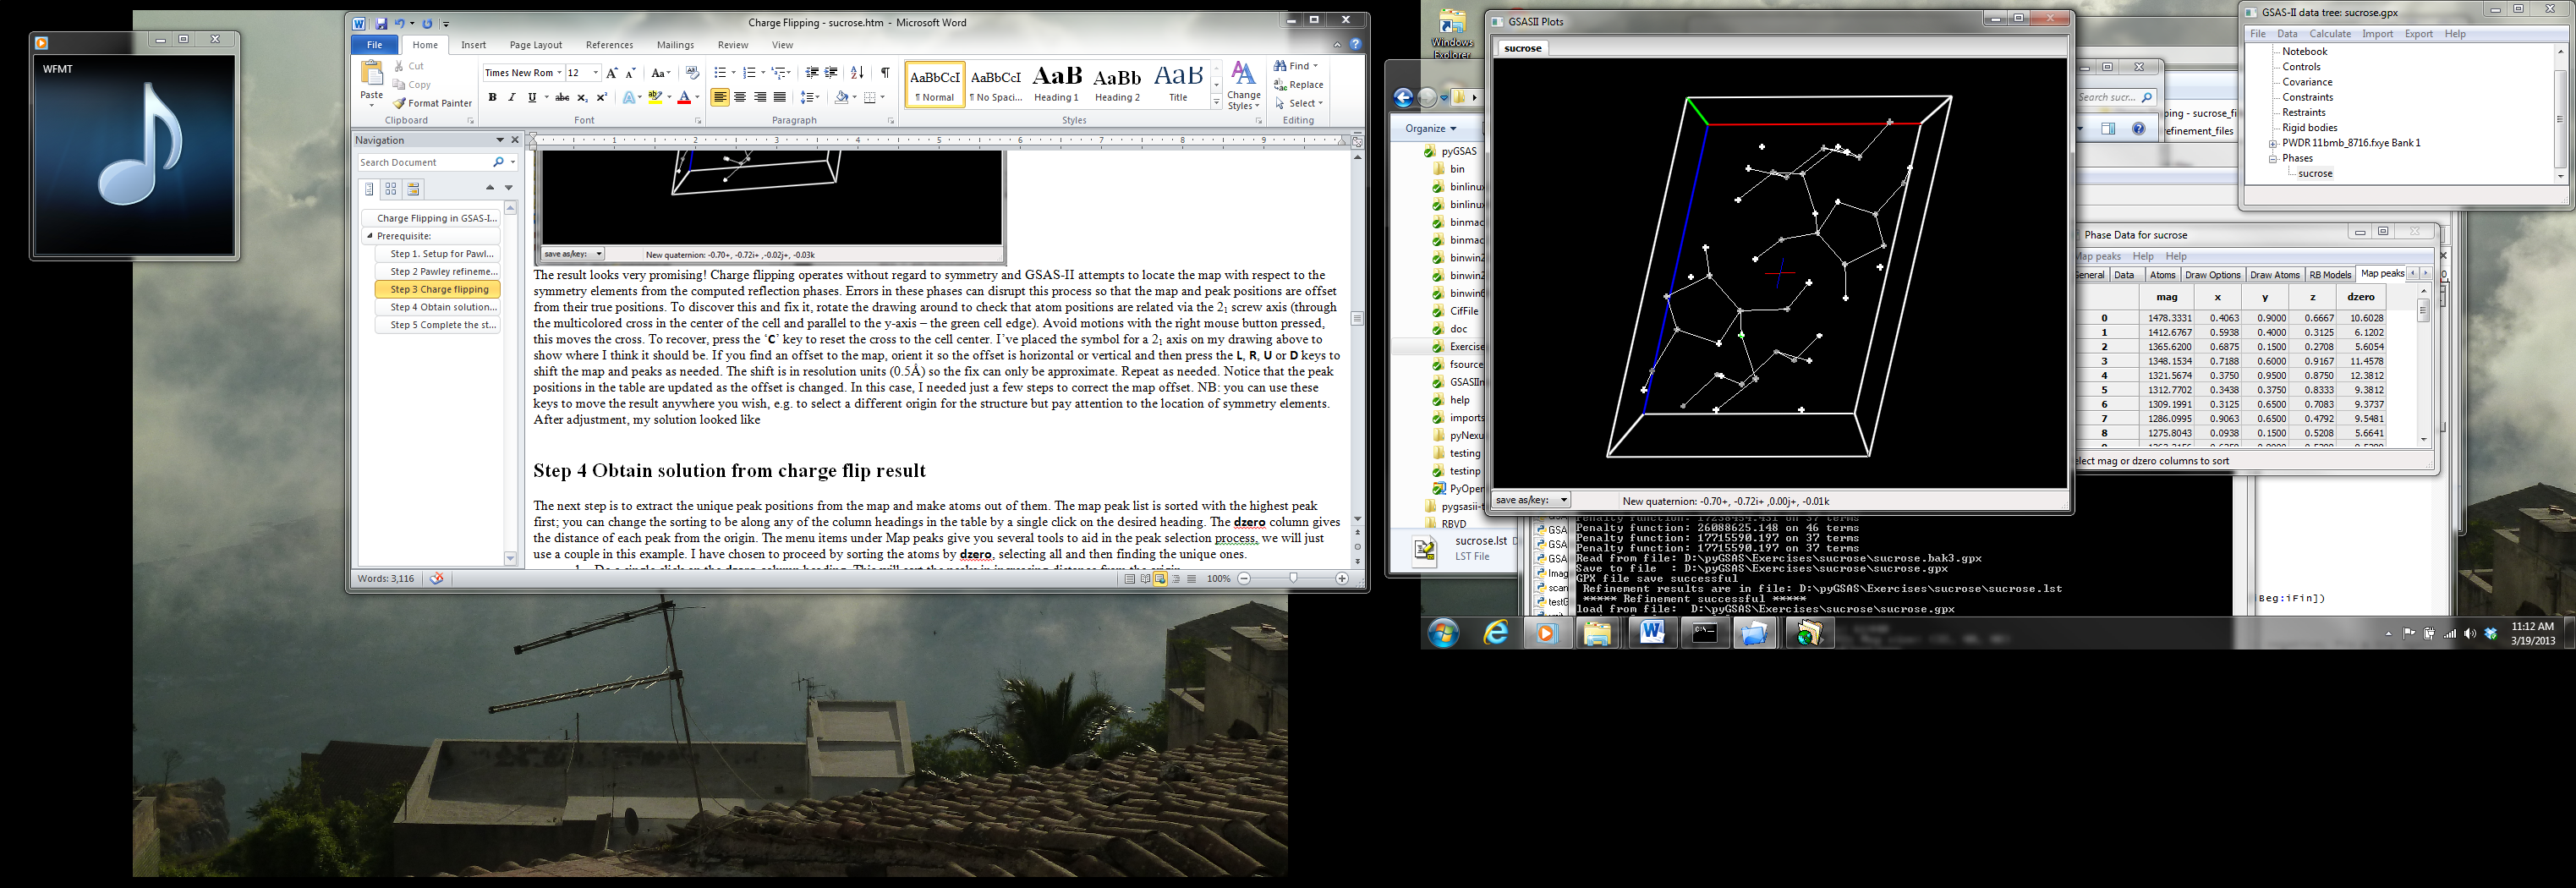 WFMT
Charge Flipping - sucrose.htm - Microsoft Word
File Home Insert Page Layout References Mailings Review View
Paste
Cut
Copy
Format Painter
Clipboard
Times New Rom 12
Font
Paragraph
AaBbCcI AaBbCcI AaB AaBb AaBb
¶ Normal ¶ No Spaci... Heading 1 Heading 2 Title
Change Styles
Styles
Find
Replace
Select
Editing
Navigation
Search Document
Charge Flipping in GSAS-I...
Prerequisite:
Step 1. Setup for Pawl...
Step 2 Pawley refineme...
Step 3 Charge flipping
Step 4 Obtain solution...
Step 5 Complete the st...
save as/key: New quaternion: -0.70+, -0.72i+ ,-0.02j+, -0.03k
The result looks very promising! Charge flipping operates without regard to symmetry and GSAS-II attempts to locate the map with respect to the
symmetry elements from the computed reflection phases. Errors in these phases can disrupt this process so that the map and peak positions are offset
from their true positions. To discover this and fix it, rotate the drawing around to check that atom positions are related via the 2₁ screw axis (through
the multicolored cross in the center of the cell and parallel to the y-axis – the green cell edge). Avoid motions with the right mouse button pressed,
this moves the cross. To recover, press the ‘C’ key to reset the cross to the cell center. I’ve placed the symbol for a 2₁ axis on my drawing above to
show where I think it should be. If you find an offset to the map, orient it so the offset is horizontal or vertical and then press the L, R, U or D keys to
shift the map and peaks as needed. The shift is in resolution units (0.5Å) so the fix can only be approximate. Repeat as needed. Notice that the peak
positions in the table are updated as the offset is changed. In this case, I needed just a few steps to correct the map offset. NB: you can use these
keys to move the result anywhere you wish, e.g. to select a different origin for the structure but pay attention to the location of symmetry elements.
After adjustment, my solution looked like
Step 4 Obtain solution from charge flip result
The next step is to extract the unique peak positions from the map and make atoms out of them. The map peak list is sorted with the highest peak
first; you can change the sorting to be along any of the column headings in the table by a single click on the desired heading. The dzero column gives
the distance of each peak from the origin. The menu items under Map peaks give you several tools to aid in the peak selection process, we will just
use a couple in this example. I have chosen to proceed by sorting the atoms by dzero, selecting all and then finding the unique ones.
Words: 3,116
100%
Windows Explorer
Organize
pyGSAS
bin
binlinux
binlinux
binmac
binmac
binwin2
binwin2
binwin6
CifFile
doc
Exercise
fsource
GSASIIn
help
imports
pyNexu
testing
testinp
PyOpen
pygsasii-t
RBVD
sucrose.lst
LST File
GSASII Plots
sucrose
save as/key: New quaternion: -0.70+, -0.72i+ ,0.00j+, -0.01k
Penalty function: 17238434.431 on 37 terms
Penalty function: 26088625.148 on 46 terms
Penalty function: 17715590.197 on 37 terms
Penalty function: 17715590.197 on 37 terms
Read from file: D:\pyGSAS\Exercises\sucrose\sucrose.bak3.gpx
Save to file : D:\pyGSAS\Exercises\sucrose\sucrose.gpx
GPX file save successful
Refinement results are in file: D:\pyGSAS\Exercises\sucrose\sucrose.lst
***** Refinement successful *****
load from file: D:\pyGSAS\Exercises\sucrose\sucrose.gpx
Search sucr...
ping - sucrose_fi
refinement_files
GSAS-II data tree: sucrose.gpx
File Data Calculate Import Export Help
Notebook
Controls
Covariance
Constraints
Restraints
Rigid bodies
PWDR 11bmb_8716.fxye Bank 1
Phases
sucrose
Phase Data for sucrose
Map peaks Help Help
General Data Atoms Draw Options Draw Atoms RB Models Map peaks
mag x y z dzero
0 1478.3331 0.4063 0.9000 0.6667 10.6028
1 1412.6767 0.5938 0.4000 0.3125 6.1202
2 1365.6200 0.6875 0.1500 0.2708 5.6054
3 1348.1534 0.7188 0.6000 0.9167 11.4578
4 1321.5674 0.3750 0.9500 0.8750 12.3812
5 1312.7702 0.3438 0.3750 0.8333 9.3812
6 1309.1991 0.3125 0.6500 0.7083 9.3737
7 1286.0995 0.9063 0.6500 0.4792 9.5481
8 1275.8043 0.0938 0.1500 0.5208 5.6641
elect mag or dzero columns to sort
Beg:iFin])
11:12 AM
3/19/2013